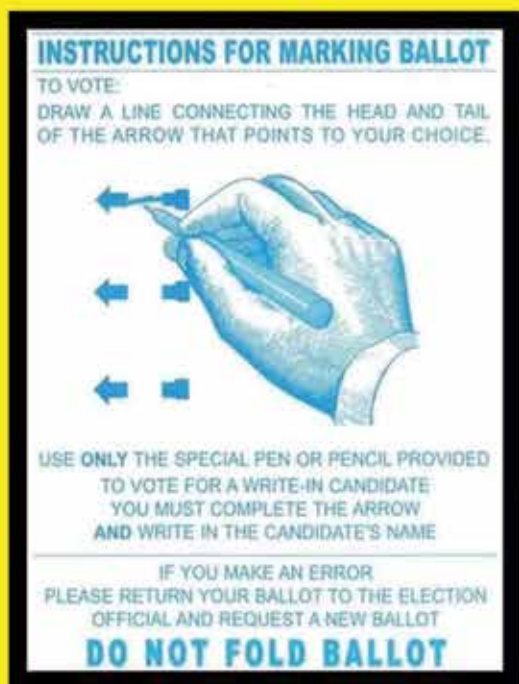 INSTRUCTIONS FOR MARKING BALLOT
TO VOTE:
DRAW A LINE CONNECTING THE HEAD AND TAIL
OF THE ARROW THAT POINTS TO YOUR CHOICE.
USE ONLY THE SPECIAL PEN OR PENCIL PROVIDED
TO VOTE FOR A WRITE-IN CANDIDATE
YOU MUST COMPLETE THE ARROW
AND WRITE IN THE CANDIDATE'S NAME
IF YOU MAKE AN ERROR
PLEASE RETURN YOUR BALLOT TO THE ELECTION
OFFICIAL AND REQUEST A NEW BALLOT
DO NOT FOLD BALLOT